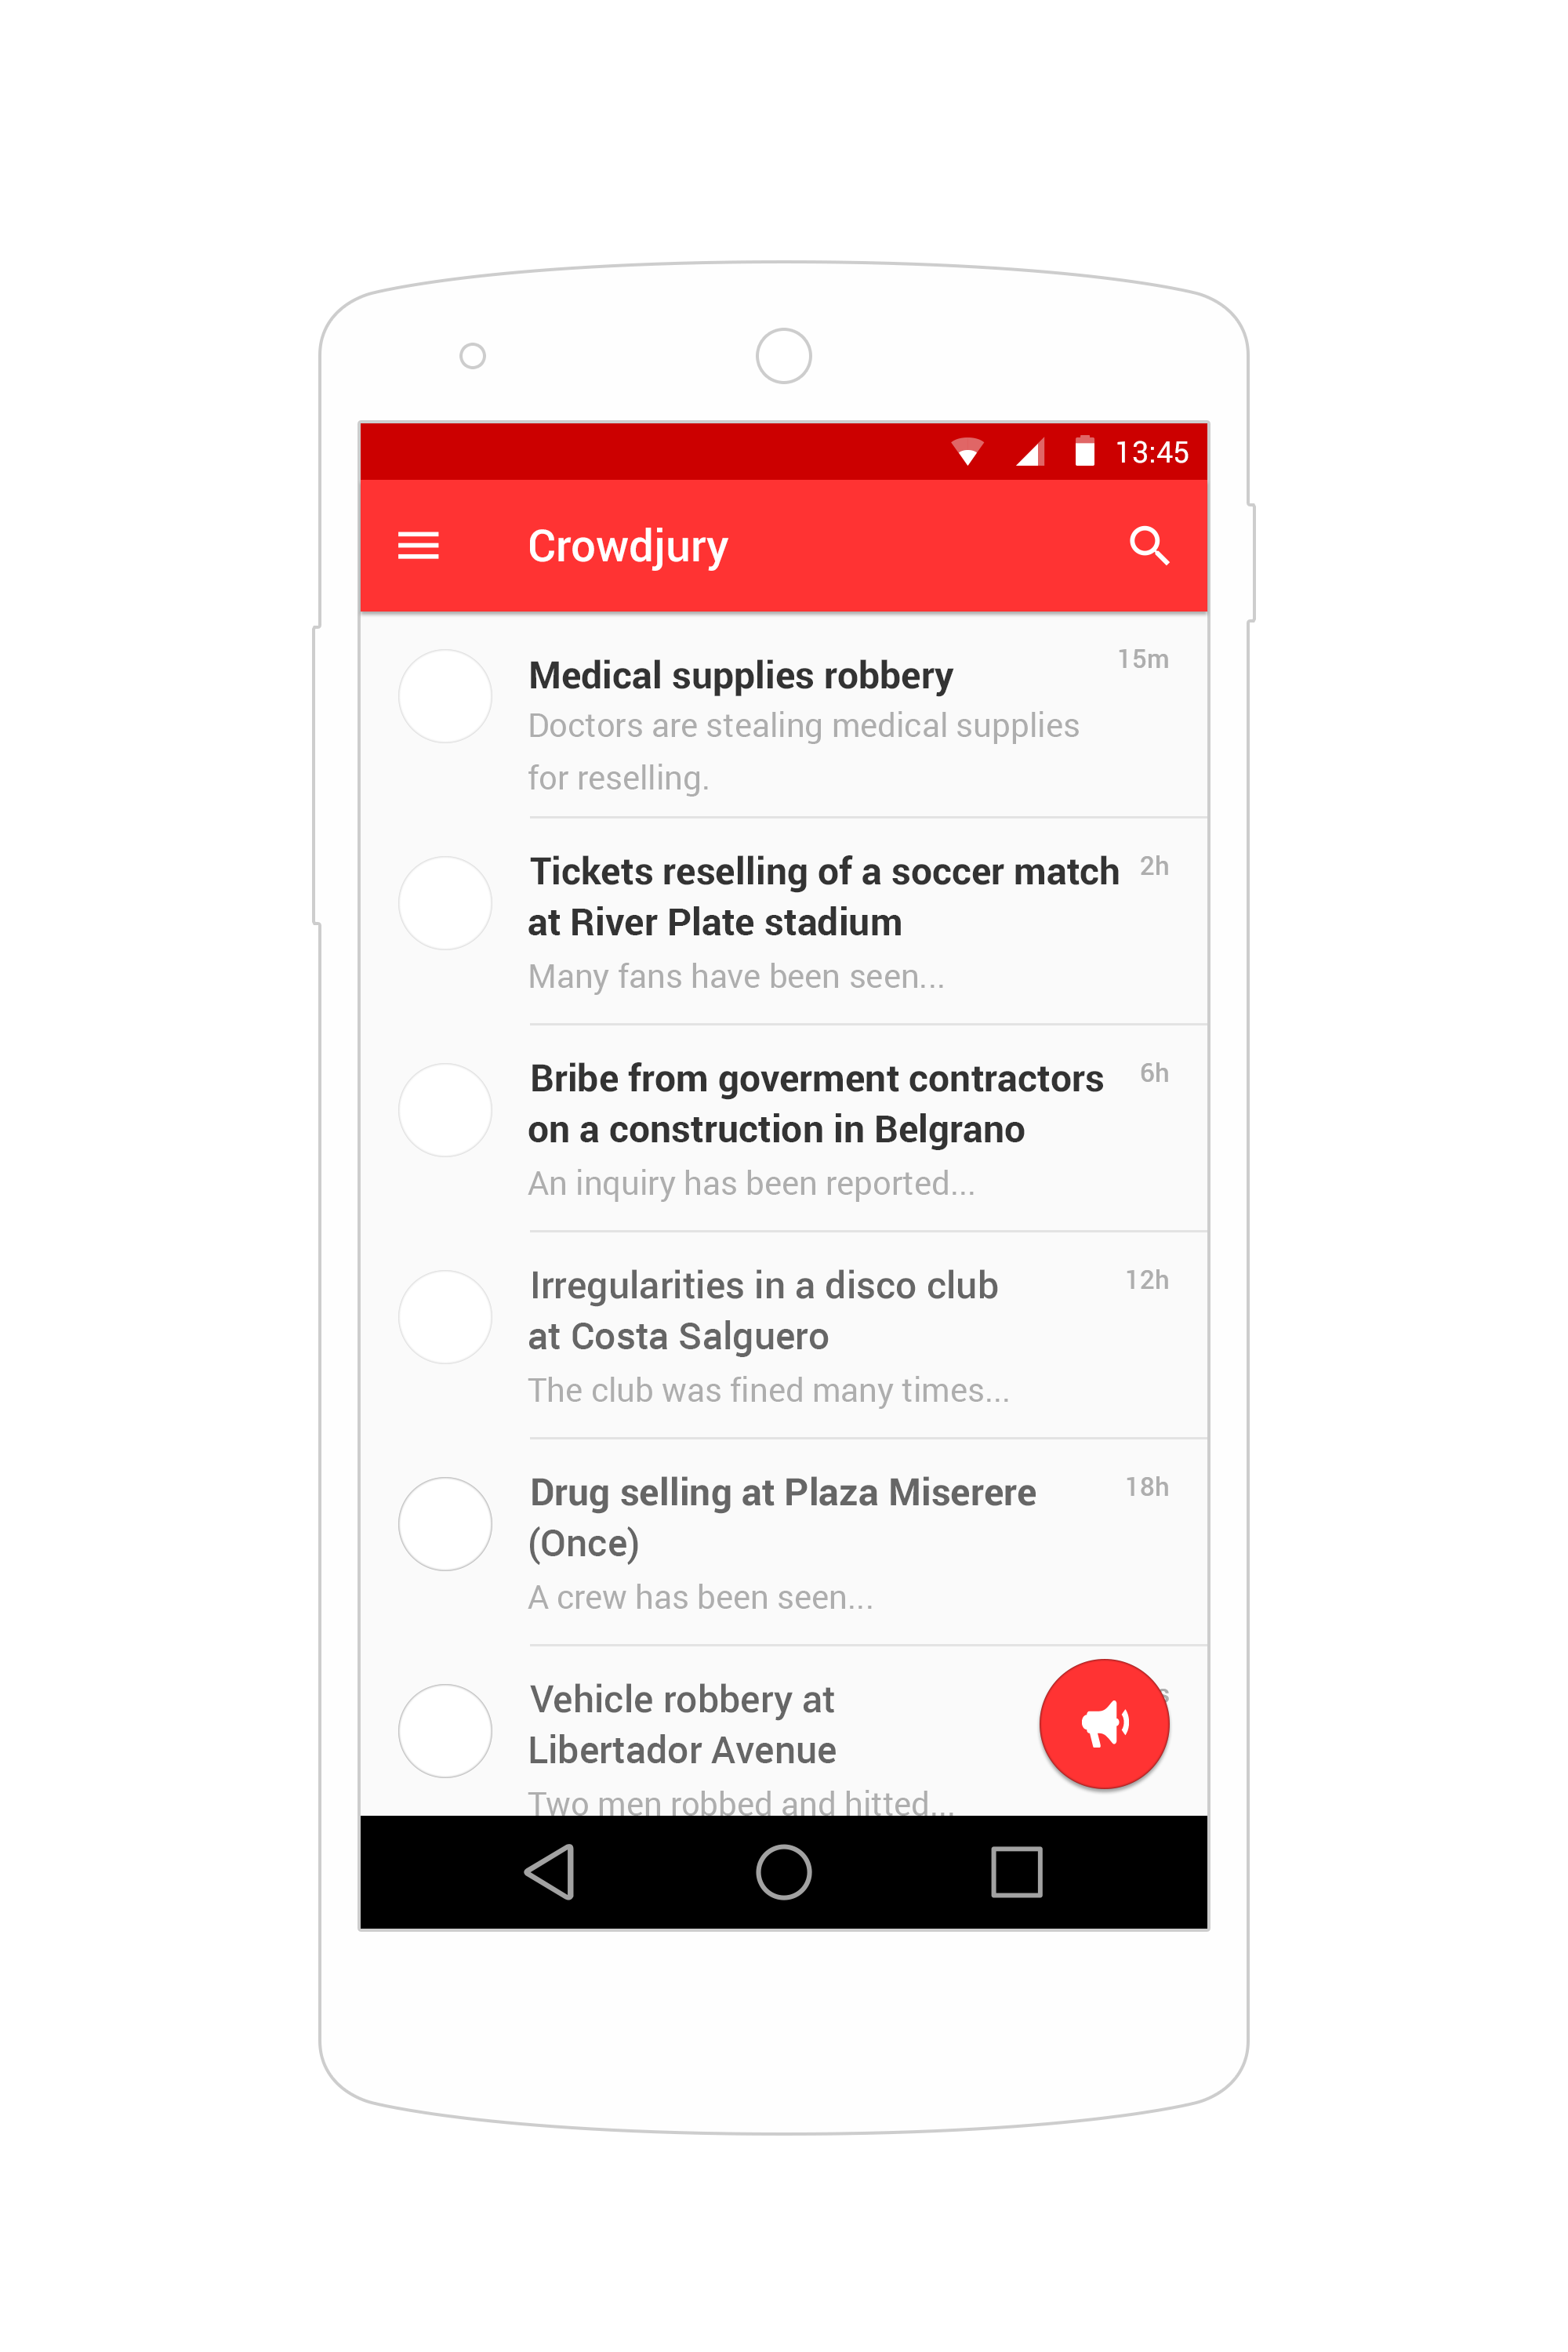 13:45
Crowdjury
Medical supplies robbery
15m
Doctors are stealing medical supplies
for reselling.
Tickets reselling of a soccer match
2h
at River Plate stadium
Many fans have been seen...
Bribe from goverment contractors
6h
on a construction in Belgrano
An inquiry has been reported...
Irregularities in a disco club
12h
at Costa Salguero
The club was fined many times...
Drug selling at Plaza Miserere
18h
(Once)
A crew has been seen...
Vehicle robbery at
Libertador Avenue
Two men robbed and hitted...